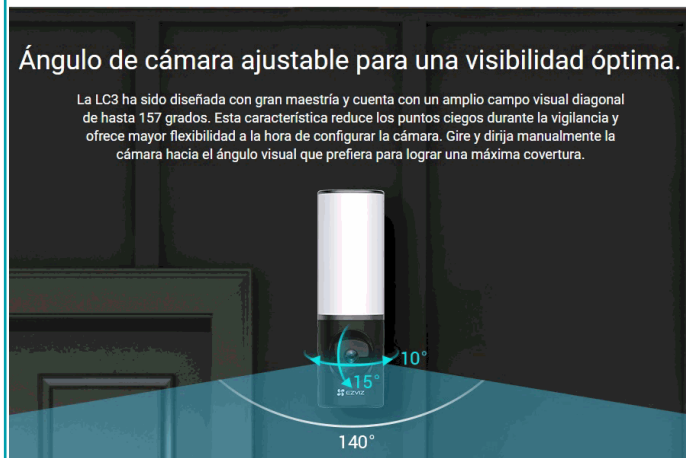 Ángulo de cámara ajustable para una visibilidad óptima.
La LC3 ha sido diseñada con gran maestría y cuenta con un amplio campo visual diagonal
de hasta 157 grados. Esta característica reduce los puntos ciegos durante la vigilancia y
ofrece mayor flexibilidad a la hora de configurar la cámara. Gire y dirija manualmente la
cámara hacia el ángulo visual que prefiera para lograr una máxima covertura.
10°
15°
EZVIZ
140°